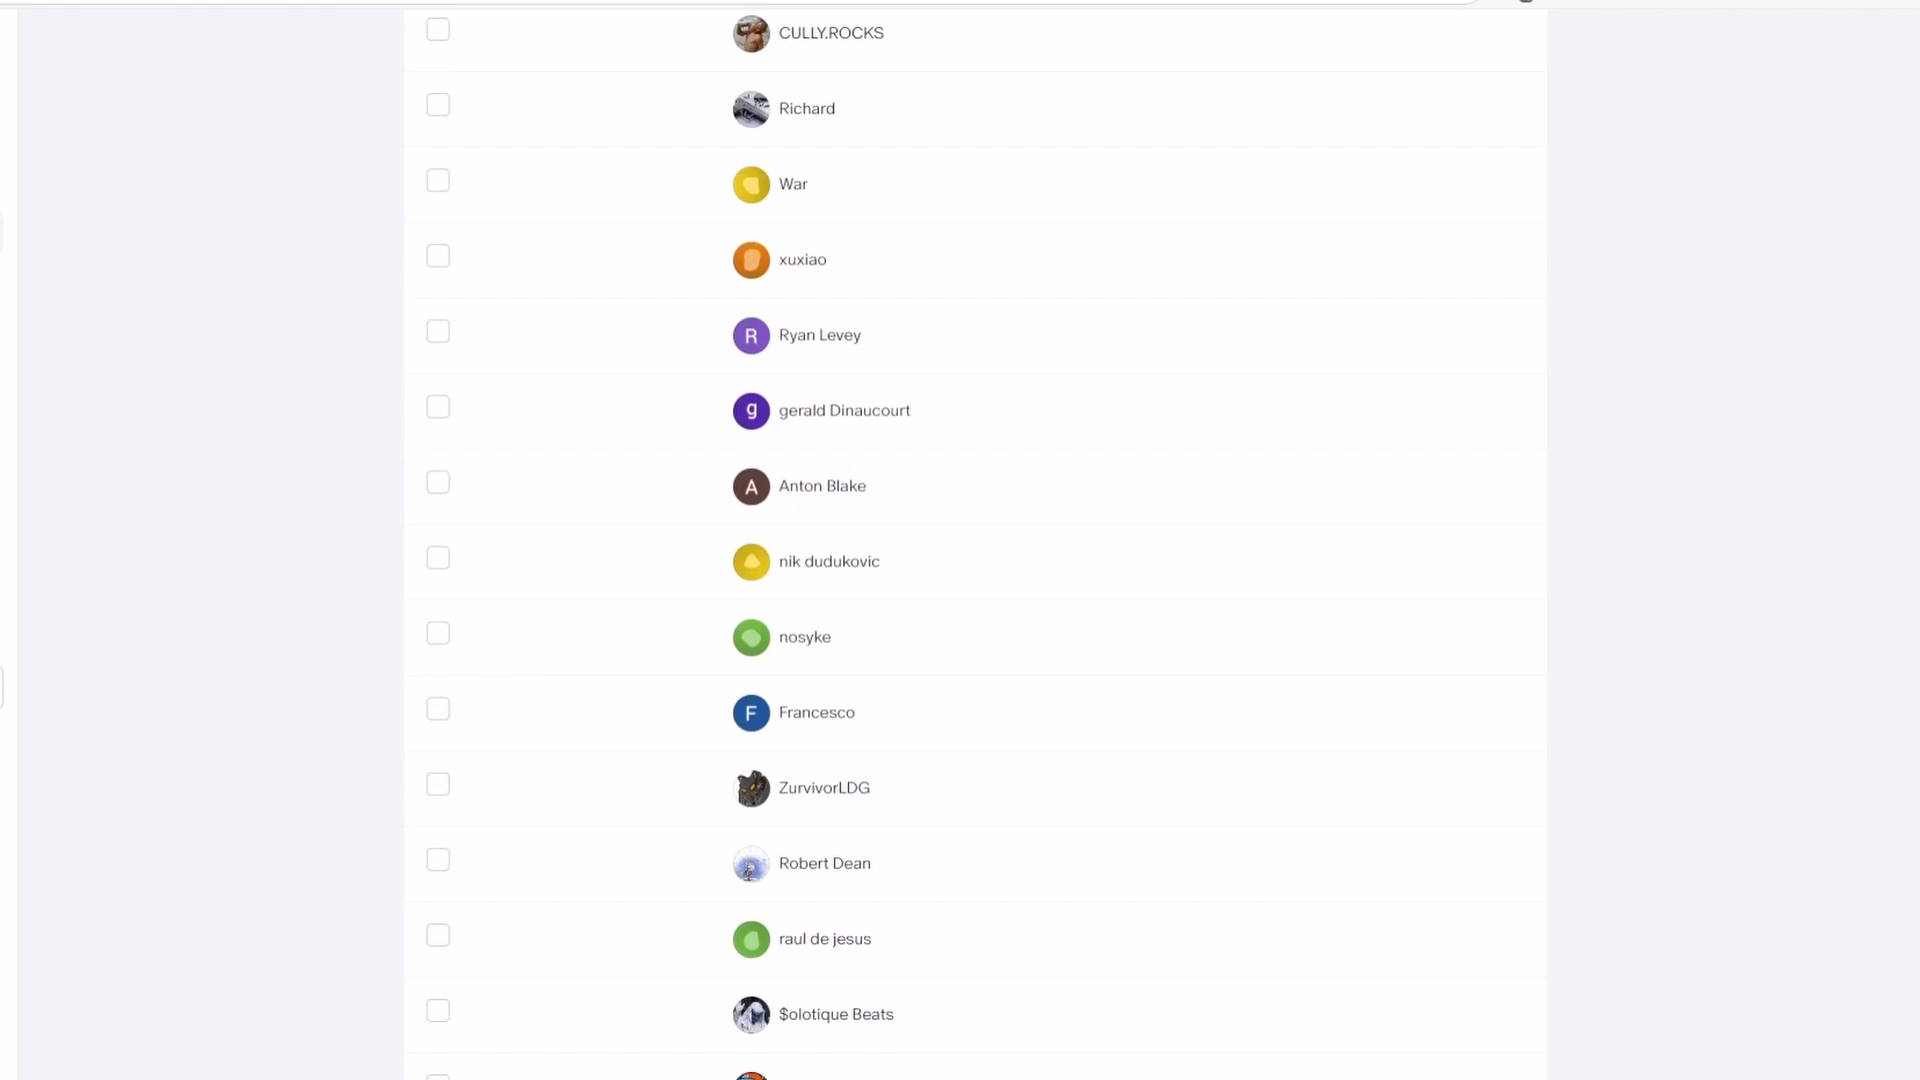 CULLY.ROCKS
Richard
War
xuxiao
R Ryan Levey
g gerald Dinaucourt
A Anton Blake
nik dudukovic
nosyke
F Francesco
ZurvivorLDG
Robert Dean
raul de jesus
$olotique Beats